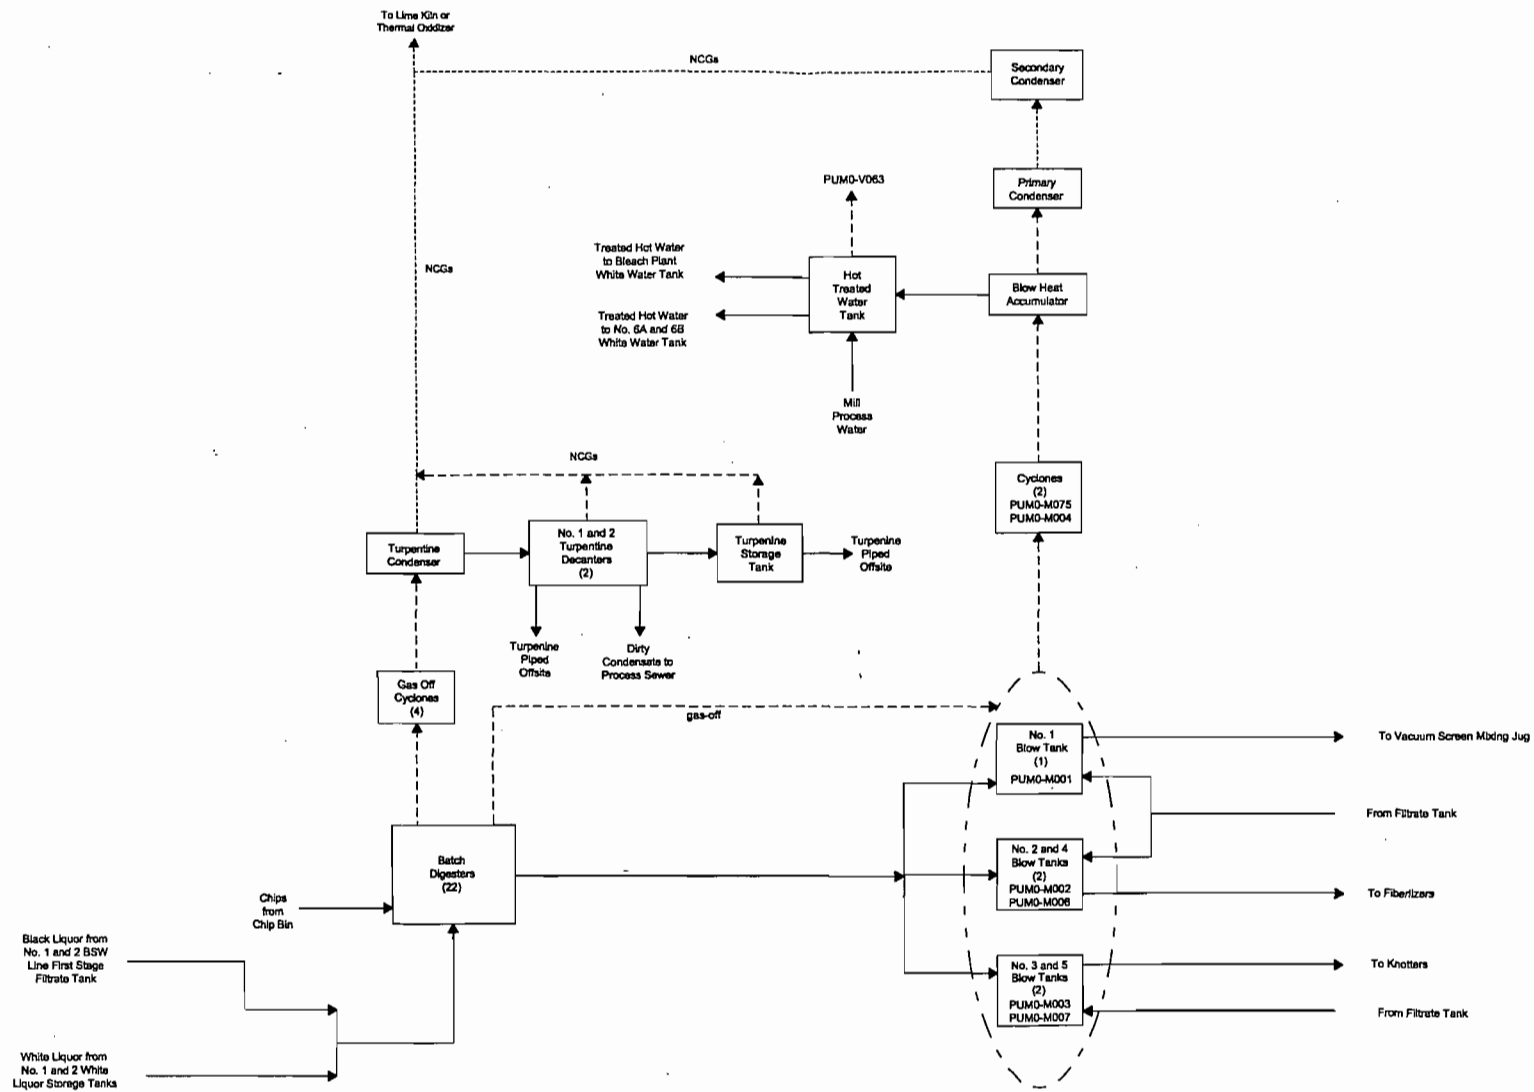 To Lime Kiln or
Thermal Oxidizer
NCGs
Secondary
Condenser
Primary
Condenser
PUM0-V063
Treated Hot Water
to Bleach Plant
White Water Tank
NCGs
Hot
Treated
Water
Tank
Blow Heat
Accumulator
Treated Hot Water
to No. 6A and 6B
White Water Tank
Mill
Process
Water
NCGs
Cyclones
(2)
PUM0-M075
PUM0-M004
Turpentine
Condenser
No. 1 and 2
Turpentine
Decanters
(2)
Turpenine
Storage
Tank
Turpenine
Piped
Offsite
Turpenine
Piped
Offsite
Dirty
Condensate to
Process Sewer
Gas Off
Cyclones
(4)
gas-off
No. 1
Blow Tank
(1)
PUM0-M001
To Vacuum Screen Mixing Jug
From Filtrate Tank
Batch
Digesters
(22)
No. 2 and 4
Blow Tanks
(2)
PUM0-M002
PUM0-M006
To Fiberlizers
Chips
from
Chip Bin
Black Liquor from
No. 1 and 2 BSW
Line First Stage
Filtrate Tank
No. 3 and 5
Blow Tanks
(2)
PUM0-M003
PUM0-M007
To Knotters
From Filtrate Tank
White Liquor from
No. 1 and 2 White
Liquor Storage Tanks